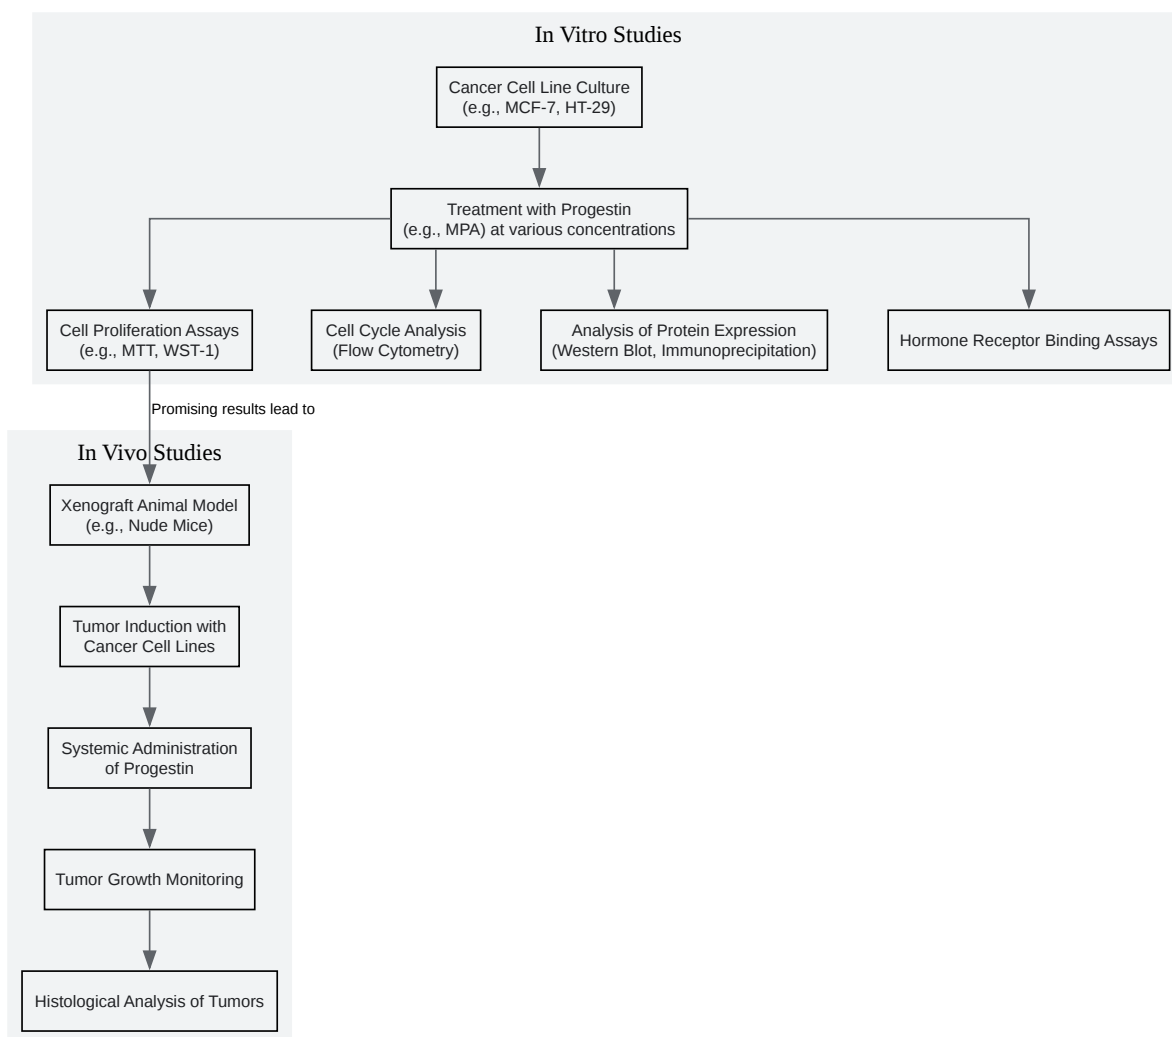 In Vitro Studies
Cancer Cell Line Culture
(e.g., MCF-7, HT-29)
Treatment with Progestin
(e.g., MPA) at various concentrations
Cell Proliferation Assays
(e.g., MTT, WST-1)
Cell Cycle Analysis
(Flow Cytometry)
Analysis of Protein Expression
(Western Blot, Immunoprecipitation)
Hormone Receptor Binding Assays
Promising results lead to
In Vivo Studies
Xenograft Animal Model
(e.g., Nude Mice)
Tumor Induction with
Cancer Cell Lines
Systemic Administration
of Progestin
Tumor Growth Monitoring
Histological Analysis of Tumors